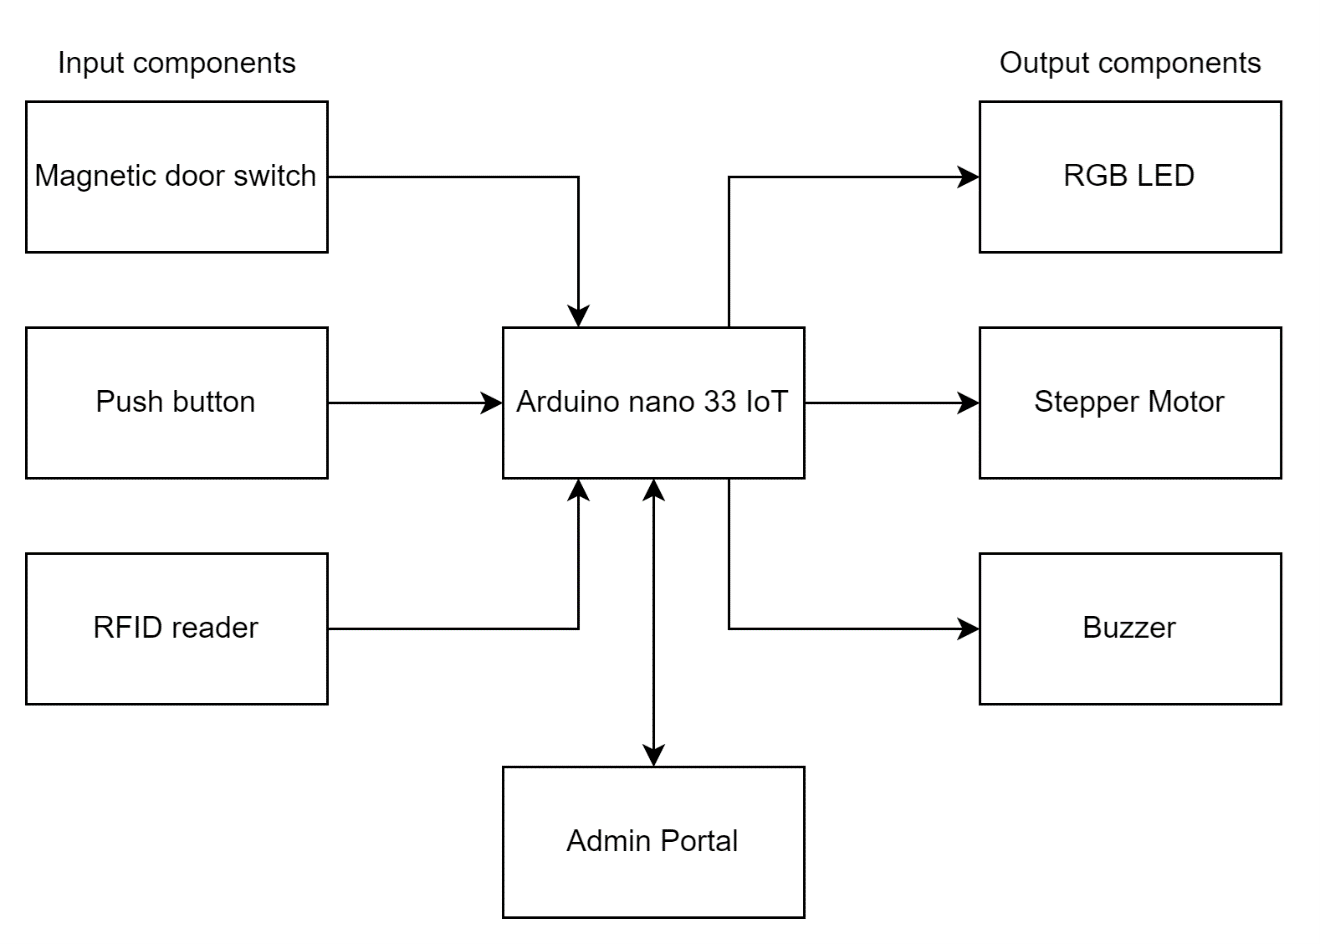 Input components
Output components
Magnetic door switch
RGB LED
Push button
Arduino nano 33 IoT
Stepper Motor
RFID reader
Buzzer
Admin Portal